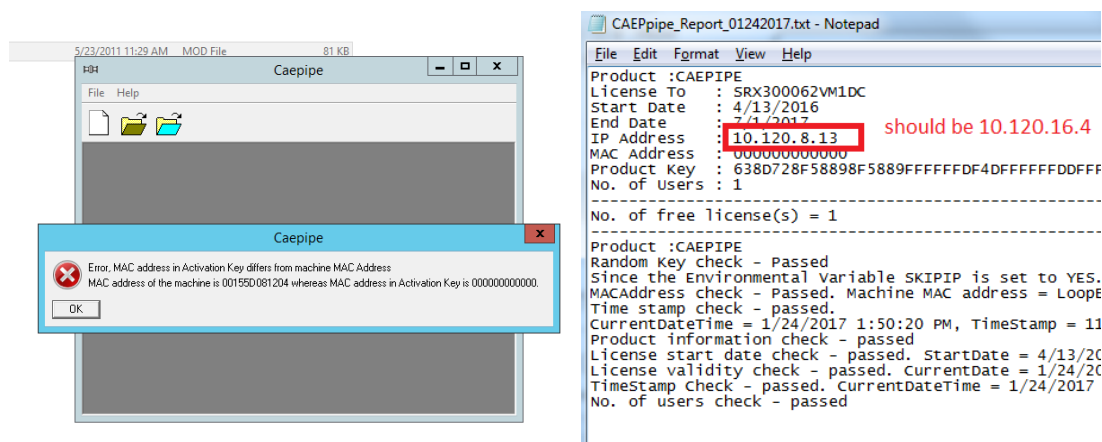 5/23/2011 11:29 AM MOD File 81 KB
Caepipe
File Help
Caepipe
Error, MAC address in Activation Key differs from machine MAC Address
MAC address of the machine is 00155D081204 whereas MAC address in Activation Key is 000000000000.
OK
CAEPpipe_Report_01242017.txt - Notepad
File Edit Format View Help
Product :CAEPIPE
License To : SRX300062VM1DC
Start Date : 4/13/2016
End Date : 7/1/2017
IP Address : 10.120.8.13
should be 10.120.16.4
MAC Address : 000000000000
Product Key : 638D728F58898F5889FFFFFFDF4DFFFFFFDDFFF
No. of Users : 1
No. of free license(s) = 1
Product :CAEPIPE
Random Key check - Passed
Since the Environmental Variable SKIPIP is set to YES.
MACAddress check - Passed. Machine MAC address = LoopB
Time stamp check - passed.
CurrentDateTime = 1/24/2017 1:50:20 PM, TimeStamp = 11
Product information check - passed
License start date check - passed. StartDate = 4/13/20
License validity check - passed. CurrentDate = 1/24/20
TimeStamp Check - passed. CurrentDateTime = 1/24/2017
No. of users check - passed